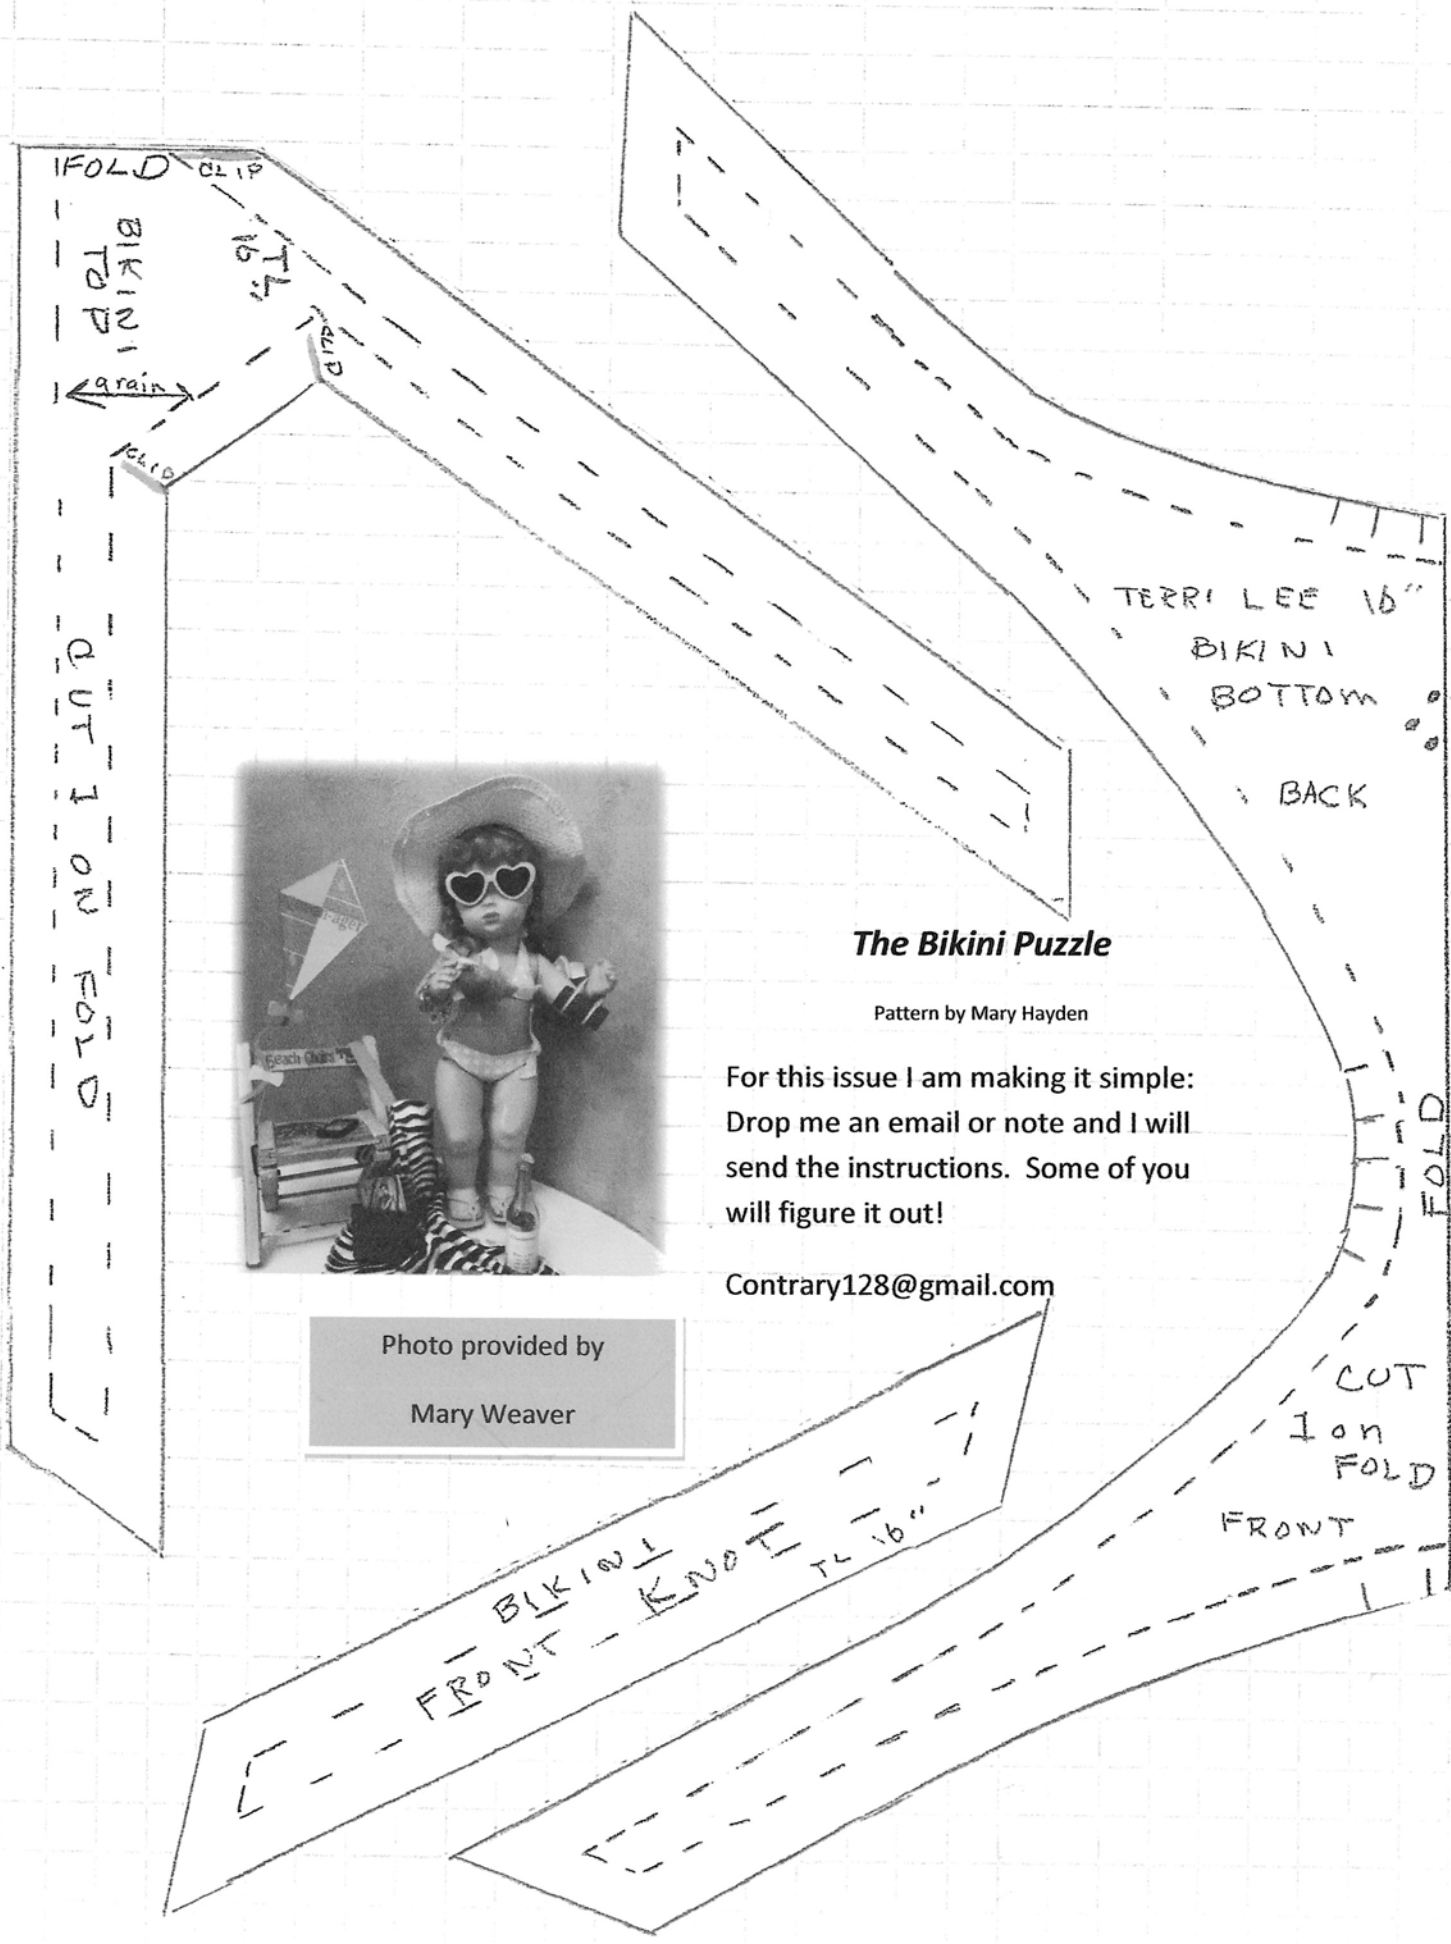 FOLD
CLIP
BIKINI
TOP
TL
16"
CLIP
grain
CLIP
CUT 1 ON FOLD
TERRI LEE 16"
BIKINI
BOTTOM
BACK
FOLD
CUT
1 on
FOLD
FRONT
Beach Chairs
The Bikini Puzzle
Pattern by Mary Hayden
For this issue I am making it simple:
Drop me an email or note and I will
send the instructions. Some of you
will figure it out!
Contrary128@gmail.com
Photo provided by
Mary Weaver
BIKINI
FRONT KNOT
TL 16"